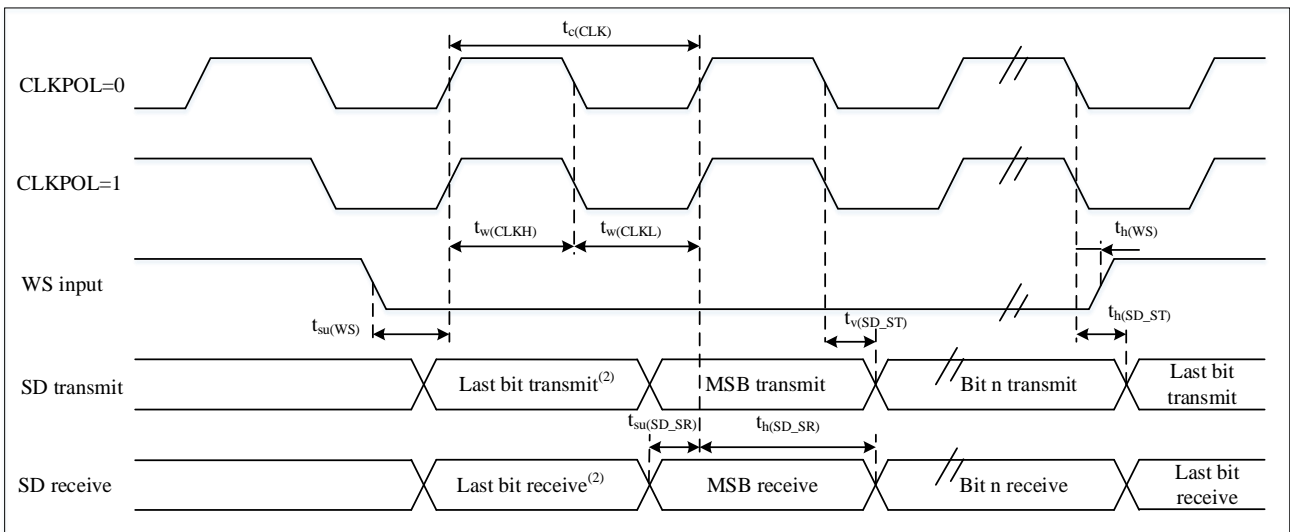 t_c(CLK)
CLKPOL=0
CLKPOL=1
t_w(CLKH) t_w(CLKL) t_h(WS)
WS input
t_su(WS) t_v(SD_ST) t_h(SD_ST)
SD transmit
Last bit transmit(2) MSB transmit Bit n transmit
Last bit
transmit
t_su(SD_SR) t_h(SD_SR)
SD receive
Last bit receive(2) MSB receive Bit n receive
Last bit
receive